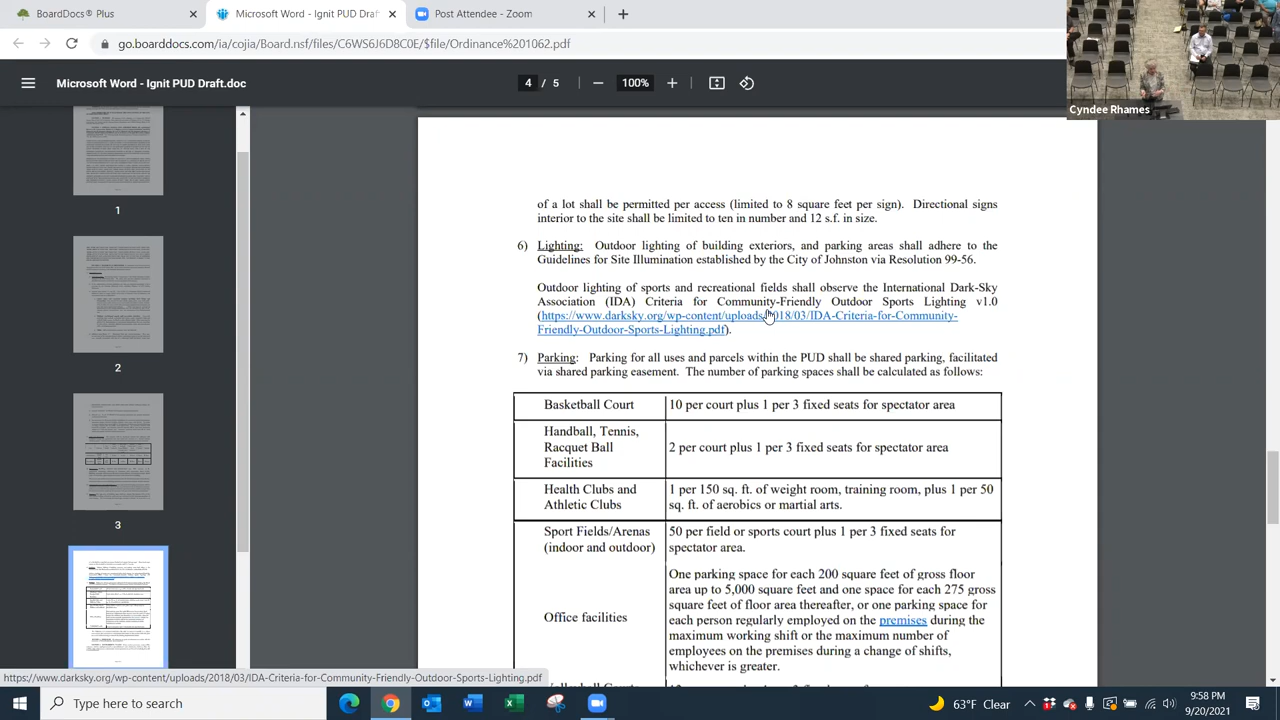 BoardDocs® Plus
Microsoft Word - Ignit PUD Draft.
Post Attendee - Zoom
go.boarddocs.com/ia/cojia/Board.nsf/files/C6WS6J6D8C0E/$file/Ordinance%201062.pdf
Microsoft Word - Ignit PUD Draft.doc
4 / 5
100%
Cyndee Rhames
1
2
3
of a lot shall be permitted per access (limited to 8 square feet per sign). Directional signs
interior to the site shall be limited to ten in number and 12 s.f. in size.
6) Lighting: Outdoor lighting of building exteriors, and parking areas shall adhere to the
Guidelines for Site Illumination established by the City of Johnston via Resolution 99-56.
Outdoor lighting of sports and recreational fields shall observe the International Dark-Sky
Association (IDA) Criteria for Community-Friendly Outdoor Sports Lighting v1.0
(https://www.darksky.org/wp-content/uploads/2018/03/IDA-Criteria-for-Community-
Friendly-Outdoor-Sports-Lighting.pdf).
7) Parking: Parking for all uses and parcels within the PUD shall be shared parking, facilitated
via shared parking easement. The number of parking spaces shall be calculated as follows:
Basketball Court
10 per court plus 1 per 3 fixed seats for spectator area
Handball, Tennis,
Racquet Ball
Facilities
2 per court plus 1 per 3 fixed seats for spectator area
Health Clubs and
Athletic Clubs
1 per 150 sq. ft. of weight room, training room, plus 1 per 50
sq. ft. of aerobics or martial arts.
Sport Fields/Arenas
(indoor and outdoor)
50 per field or sports court plus 1 per 3 fixed seats for
spectator area.
Office facilities
One parking space for each 200 square feet of gross floor
area up to 5,000 square feet and one space for each 275 gross
square feet of floor area thereafter, or one parking space for
each person regularly employed on the premises during the
maximum working shift or the maximum number of
employees on the premises during a change of shifts,
whichever is greater.
https://www.darksky.org/wp-content/uploads/2018/03/IDA-Criteria-for-Community-Friendly-Outdoor-Sports-Lighting.pdf
Type here to search
63°F Clear
9:58 PM
9/20/2021